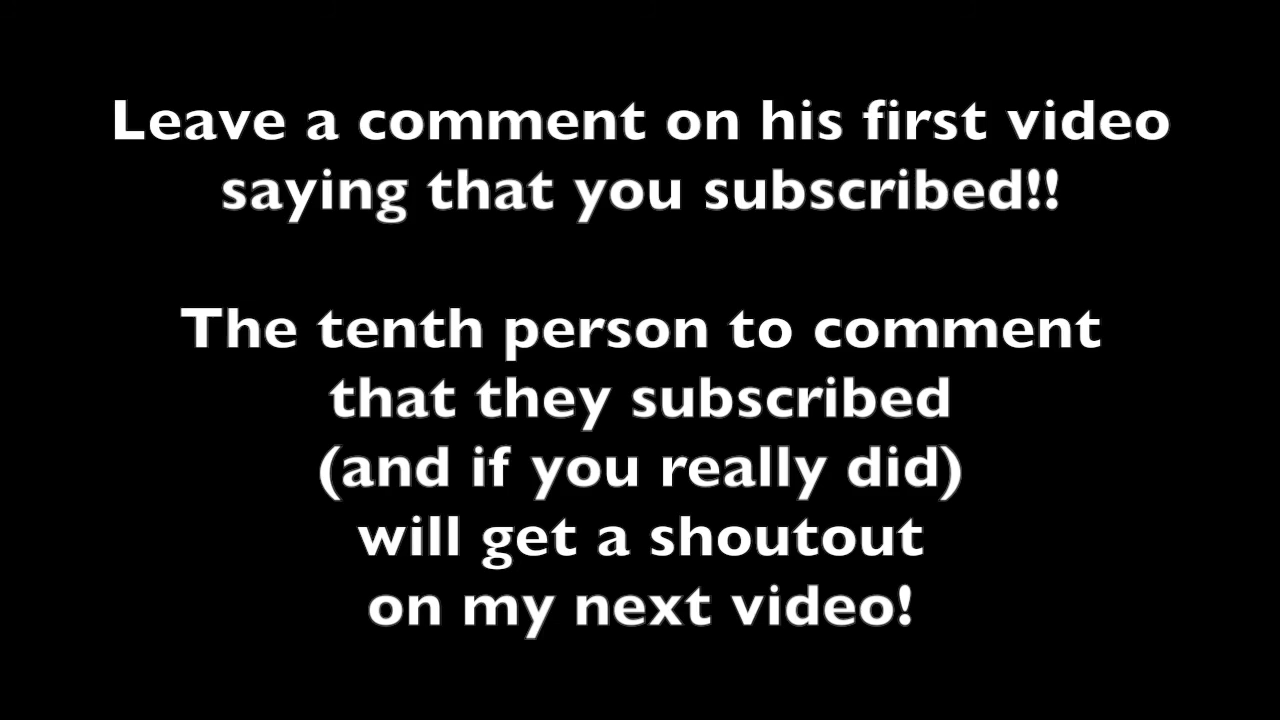 Leave a comment on his first video
saying that you subscribed!!
The tenth person to comment
that they subscribed
(and if you really did)
will get a shoutout
on my next video!